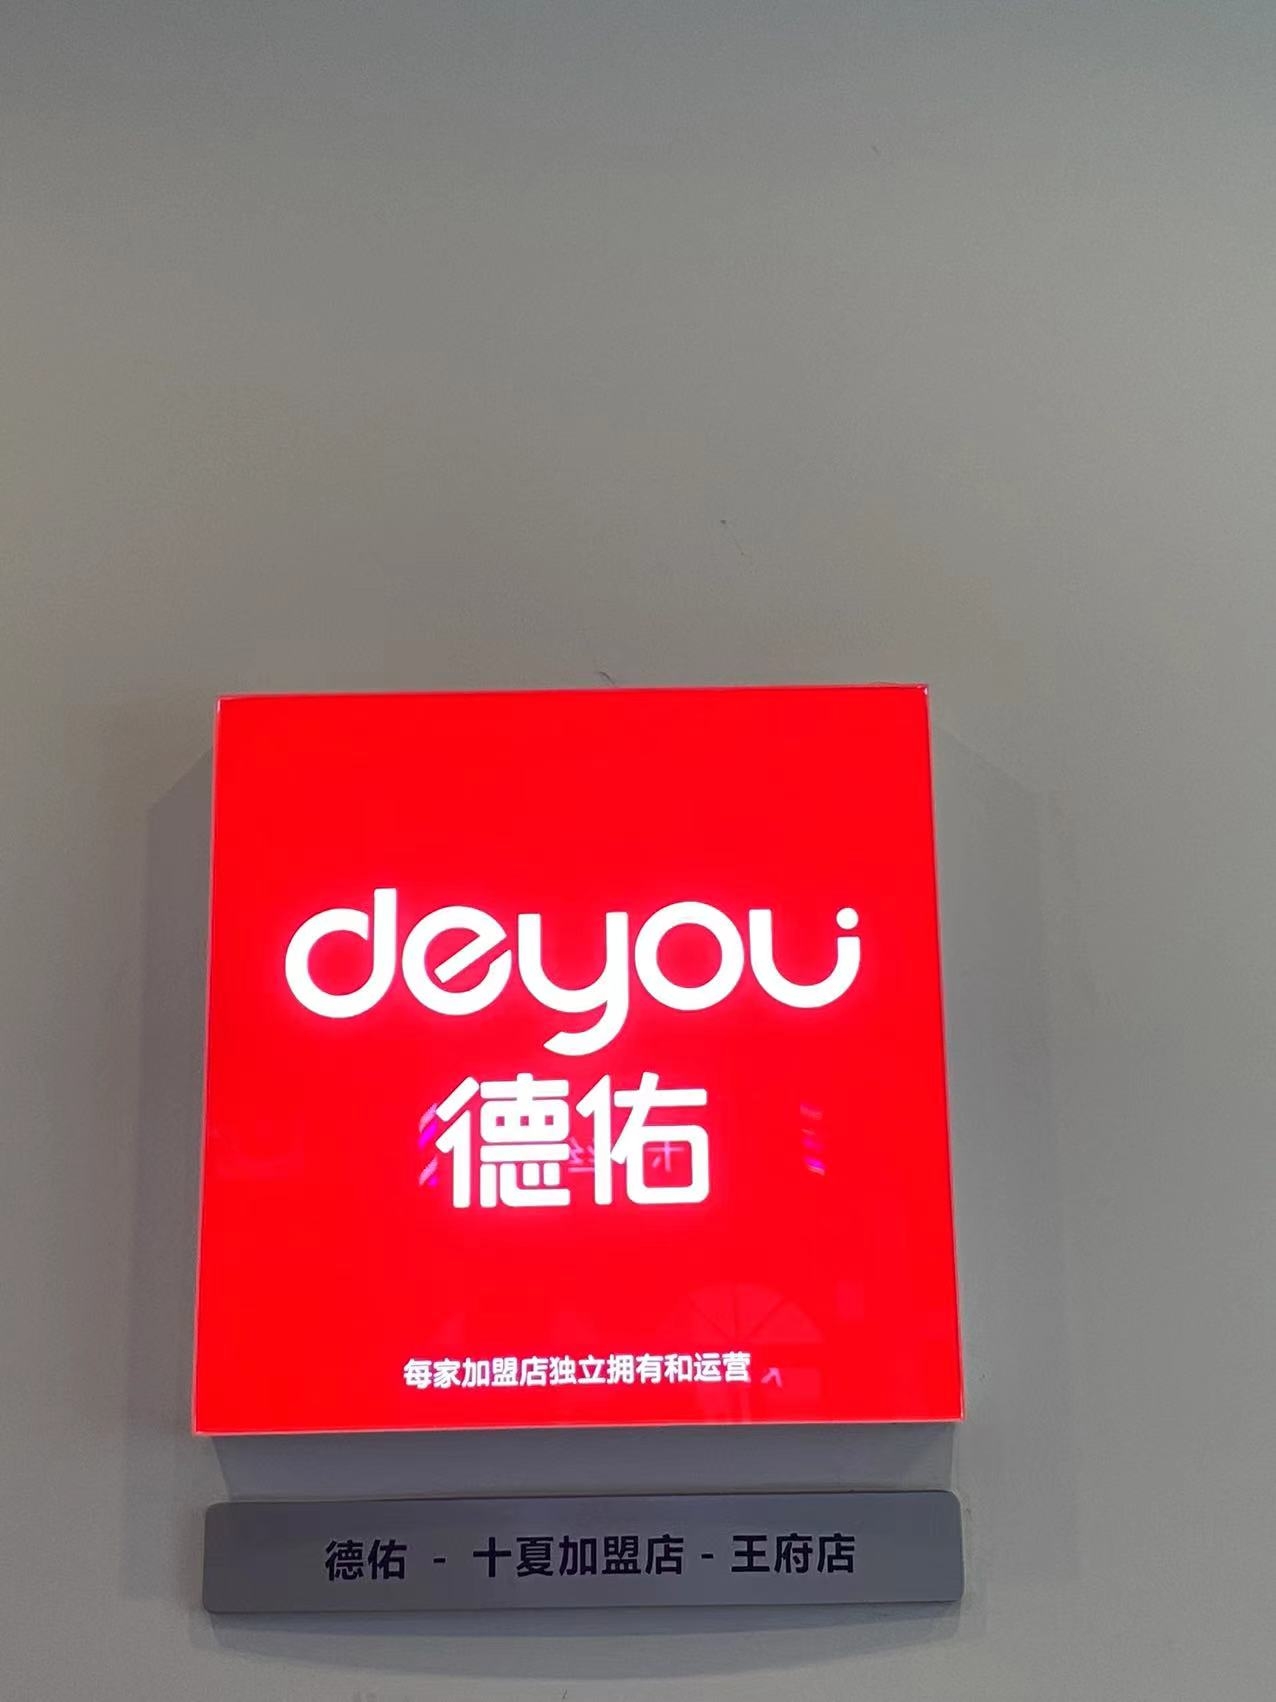 deyou
德佑
每家加盟店独立拥有和运营
德佑 - 十夏加盟店 - 王府店